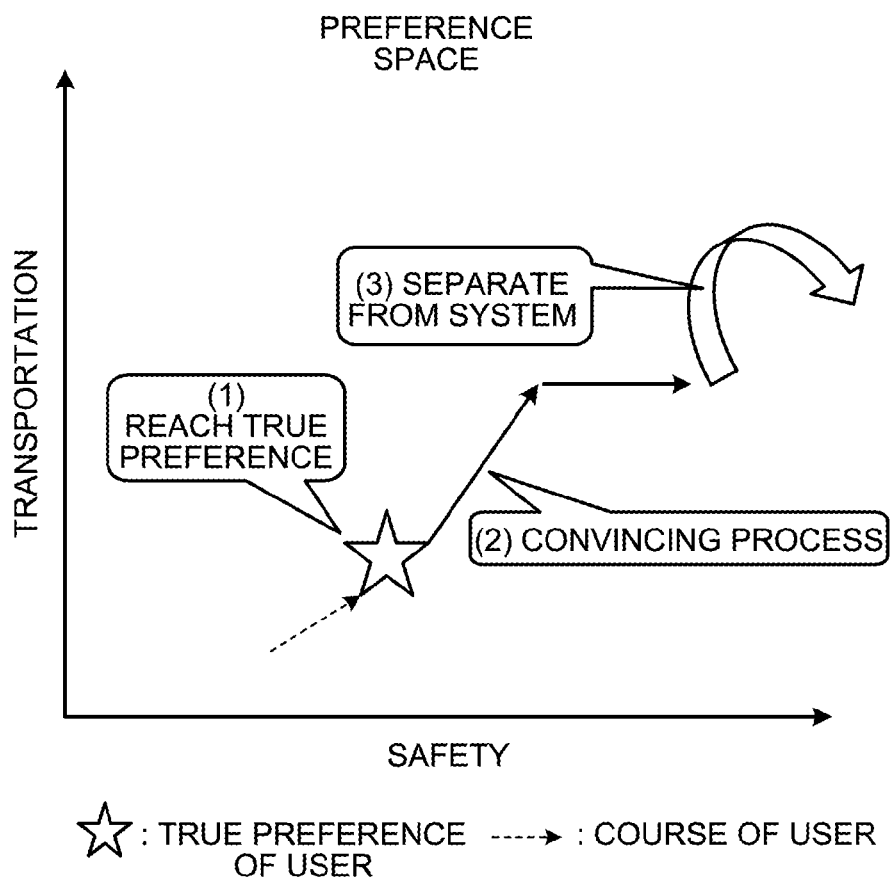 PREFERENCE
SPACE
TRANSPORTATION
(3) SEPARATE
FROM SYSTEM
(1)
REACH TRUE
PREFERENCE
(2) CONVINCING PROCESS
SAFETY
: TRUE PREFERENCE
OF USER
: COURSE OF USER